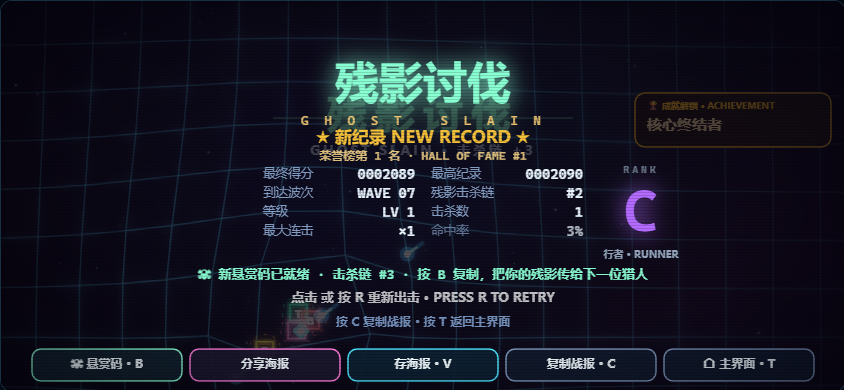 残影讨伐
GHOST SLAIN
★ 新纪录 NEW RECORD ★
荣誉榜第 1 名 · HALL OF FAME #1
成就解锁 • ACHIEVEMENT
核心终结者
最终得分 0002089 最高纪录 0002090
到达波次 WAVE 07 残影击杀链 #2
等级 LV 1 击杀数 1
最大连击 ×1 命中率 3%
RANK
C
行者 • RUNNER
新悬赏码已就绪 · 击杀链 #3 · 按 B 复制，把你的残影传给下一位猎人
点击 或 按 R 重新出击 • PRESS R TO RETRY
按 C 复制战报 • 按 T 返回主界面
悬赏码 • B
分享海报
存海报 • V
复制战报 • C
主界面 • T